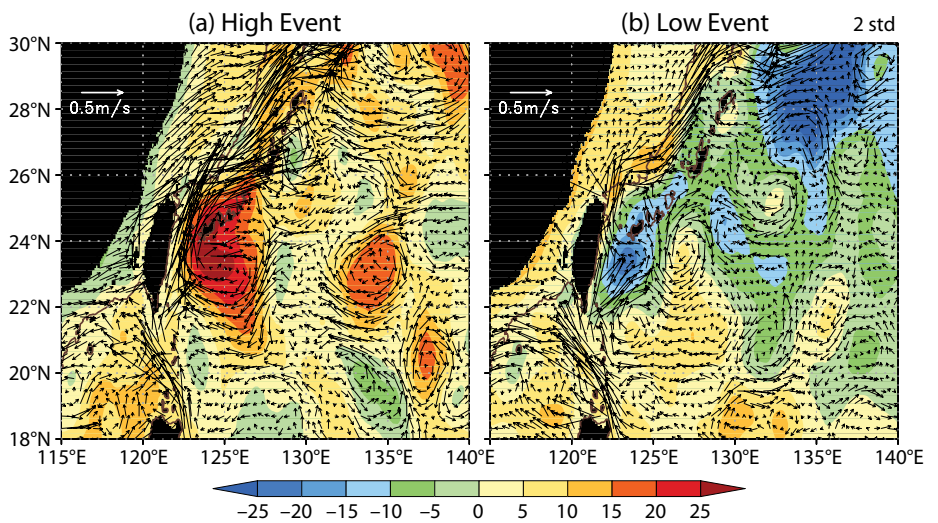 (a) High Event
(b) Low Event
2 std
30°N
28°N
26°N
24°N
22°N
20°N
18°N
0.5m/s
0.5m/s
115°E 120°E 125°E 130°E 135°E 140°E
120°E 125°E 130°E 135°E 140°E
−25 −20 −15 −10 −5 0 5 10 15 20 25